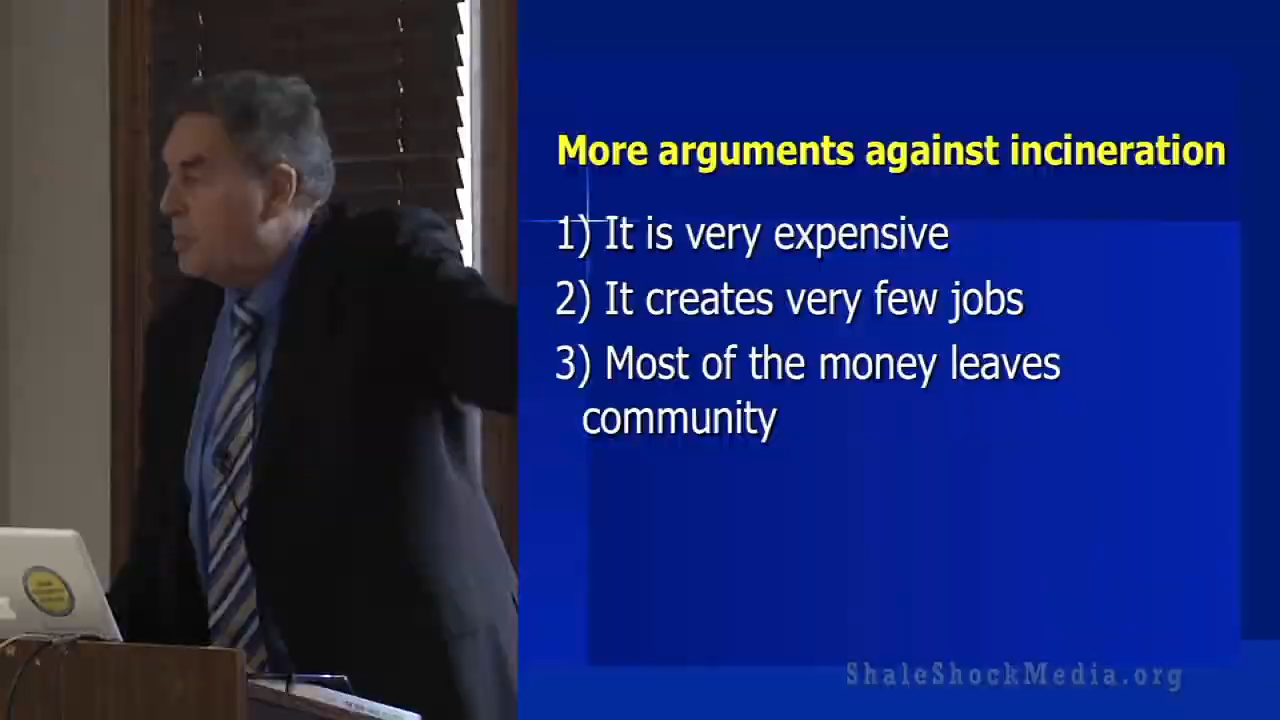 More arguments against incineration
1) It is very expensive
2) It creates very few jobs
3) Most of the money leaves
community
ShaleShockMedia.org